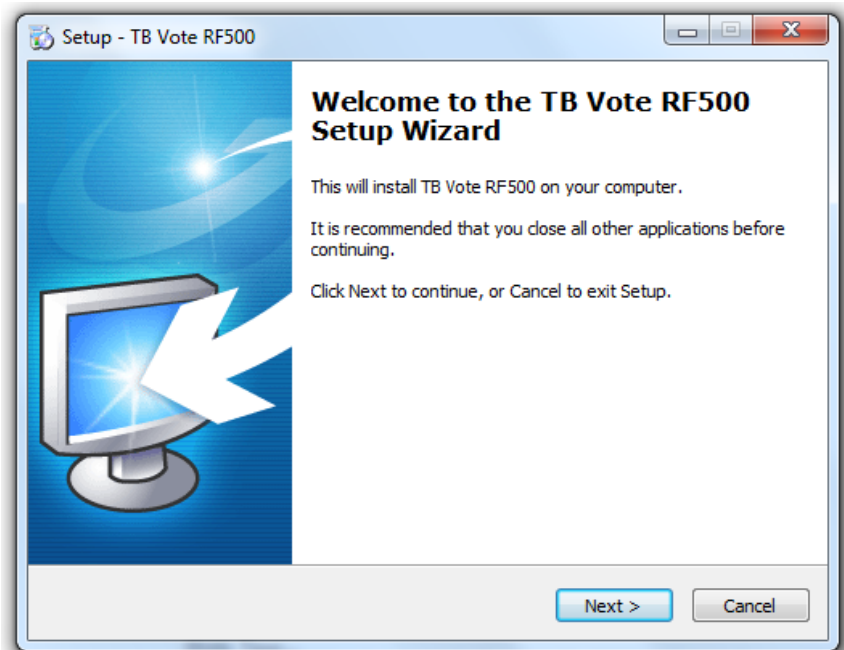 Setup - TB Vote RF500
Welcome to the TB Vote RF500
Setup Wizard
This will install TB Vote RF500 on your computer.
It is recommended that you close all other applications before
continuing.
Click Next to continue, or Cancel to exit Setup.
Next >
Cancel